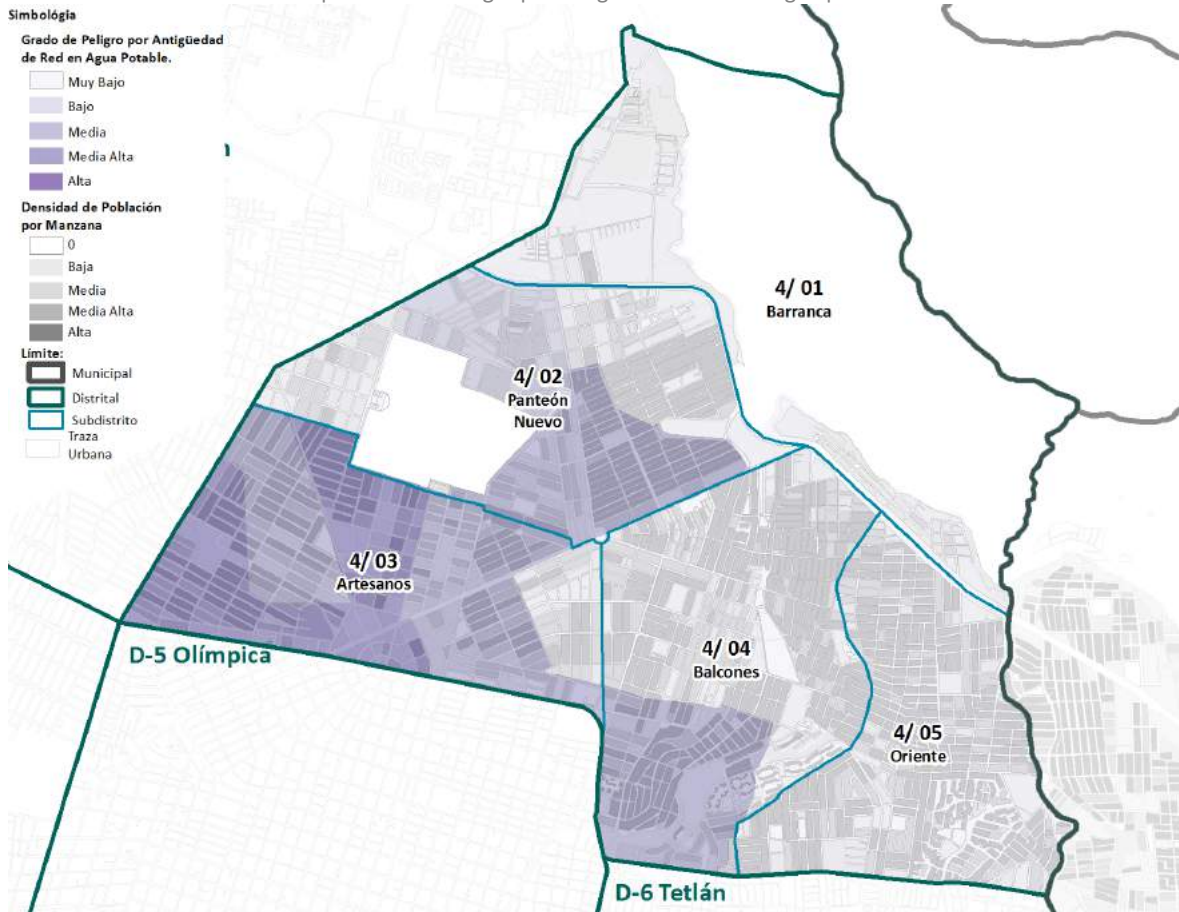 Simbológia
Grado de Peligro por Antigüedad
de Red en Agua Potable.
Muy Bajo
Bajo
Media
Media Alta
Alta
Densidad de Población
por Manzana
0
Baja
Media
Media Alta
Alta
Límite:
Municipal
Distrital
Subdistrito
Traza
Urbana
4/ 01
Barranca
4/ 02
Panteón
Nuevo
4/ 03
Artesanos
4/ 04
Balcones
4/ 05
Oriente
D-5 Olímpica
D-6 Tetlán